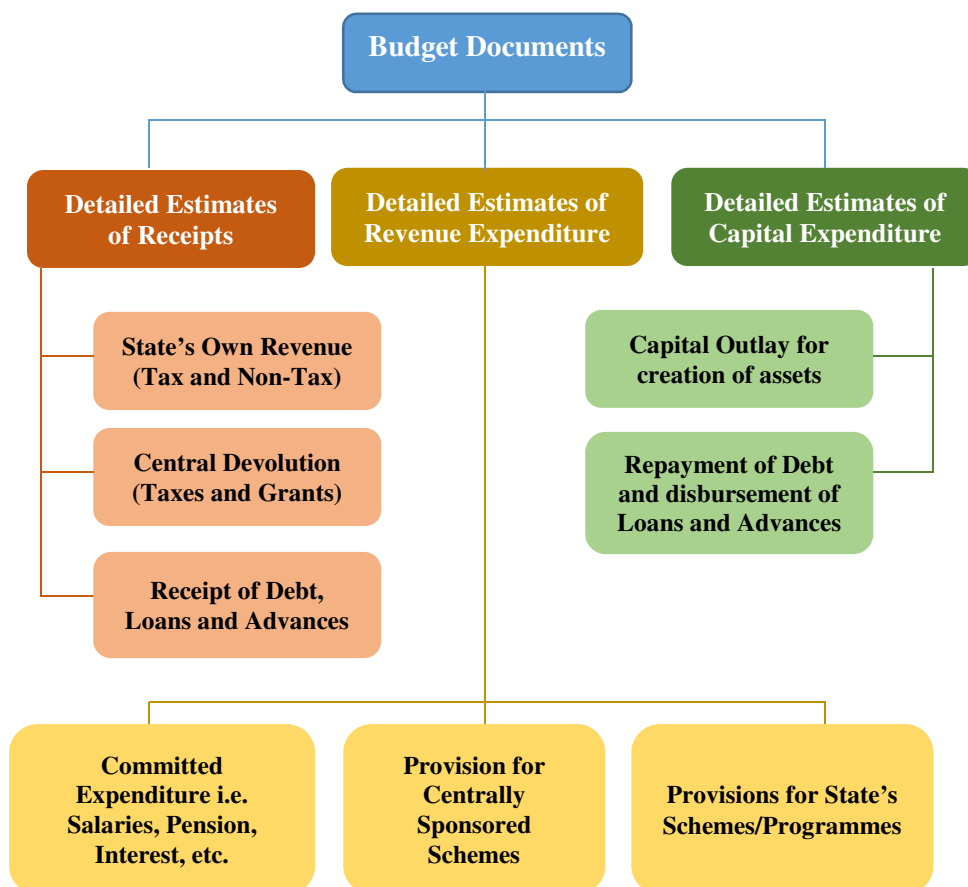 Budget Documents
Detailed Estimates
of Receipts
Detailed Estimates of
Revenue Expenditure
Detailed Estimates of
Capital Expenditure
State’s Own Revenue
(Tax and Non-Tax)
Central Devolution
(Taxes and Grants)
Receipt of Debt,
Loans and Advances
Capital Outlay for
creation of assets
Repayment of Debt
and disbursement of
Loans and Advances
Committed
Expenditure i.e.
Salaries, Pension,
Interest, etc.
Provision for
Centrally
Sponsored
Schemes
Provisions for State’s
Schemes/Programmes